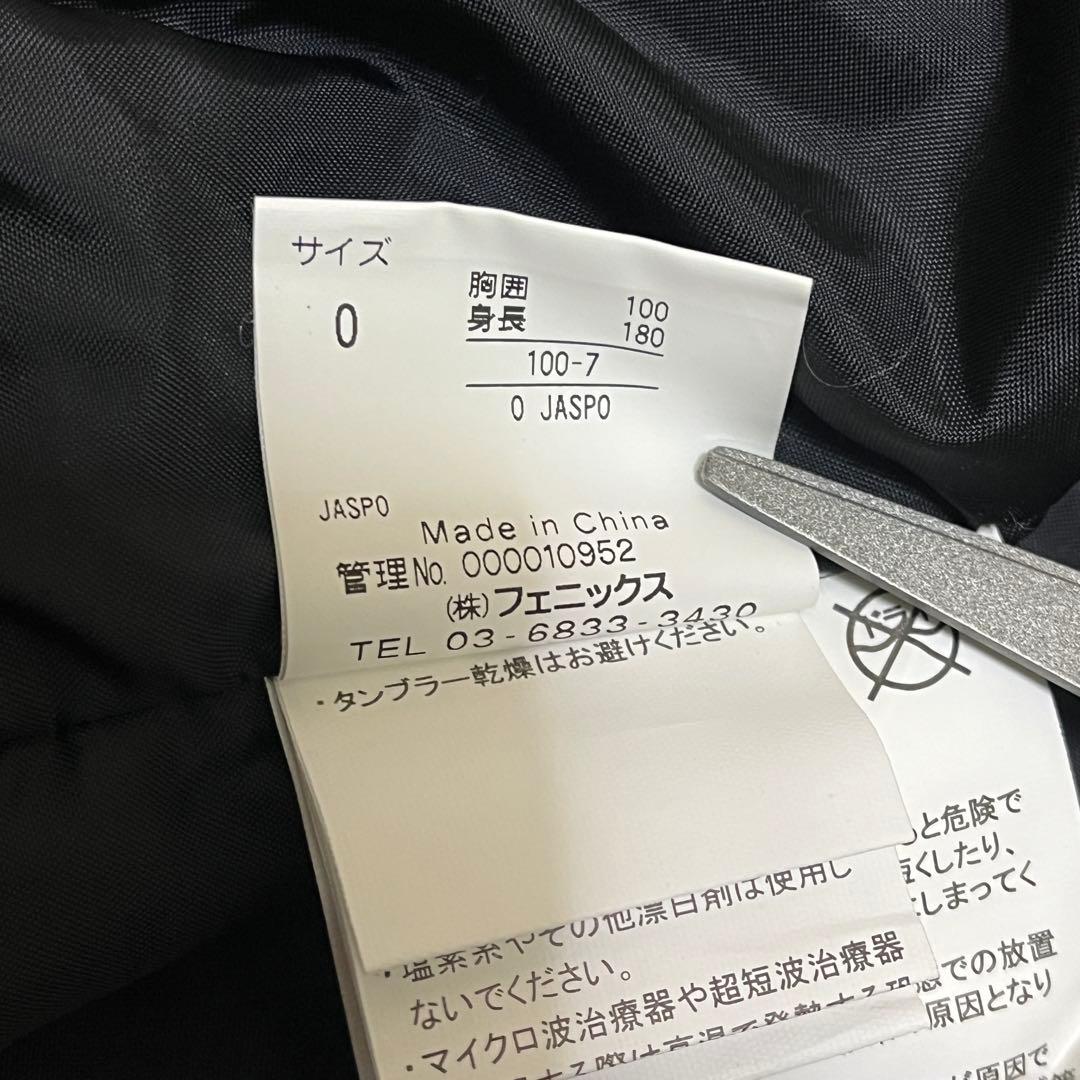 サイズ
0
胸囲 100
身長 180
100-7
0 JASPO
JASPO
Made in China
管理No. 000010952
(株)フェニックス
TEL 03-6833-3430
・タンブラー乾燥はお避けください。
と危険で
くしたり、
しまってく
・塩素系やその他漂白剤は使用し
ないでください。
・マイクロ波治療器や超短波治療器
での放置
原因となり
が原因で